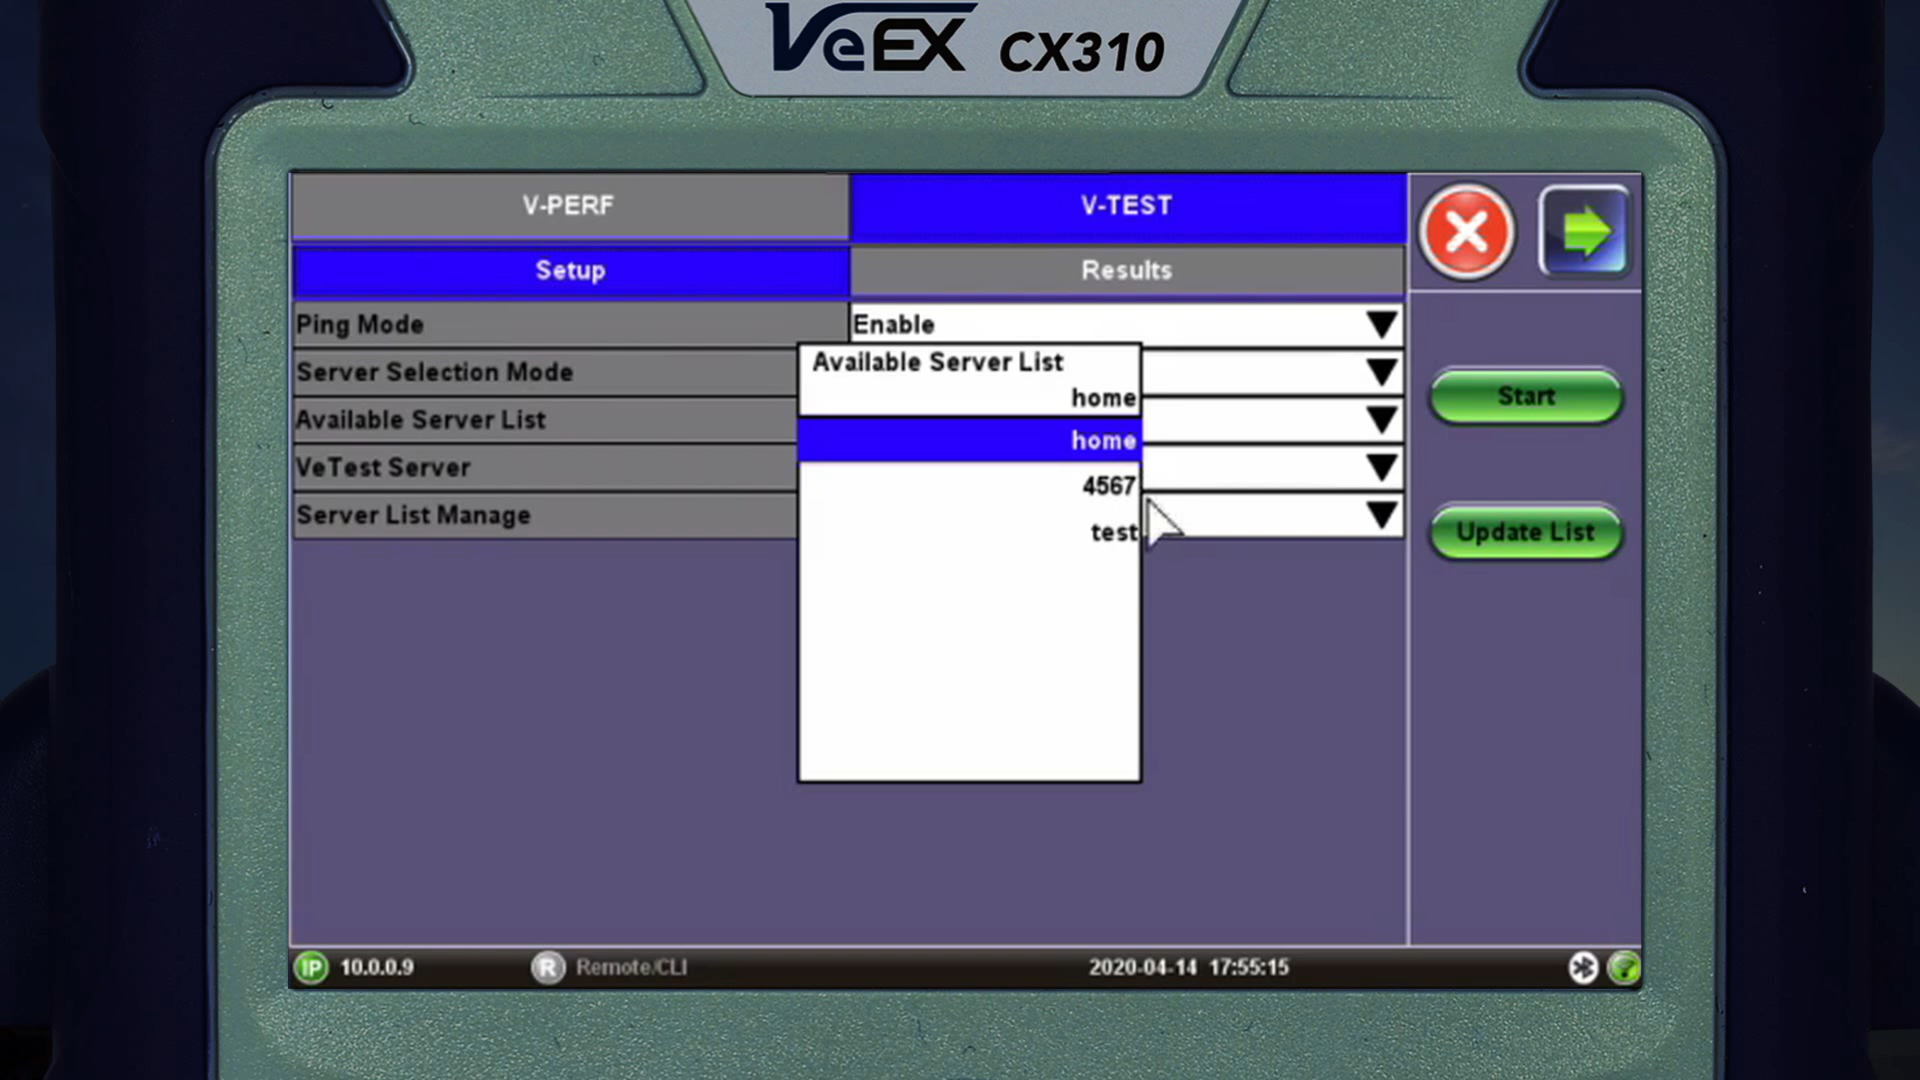 VeEX CX310
V-PERF
V-TEST
Setup
Results
Ping Mode
Enable
Server Selection Mode
Available Server List
VeTest Server
Server List Manage
Available Server List
home
home
4567
test
Start
Update List
IP 10.0.0.9
R Remote/CLI
2020-04-14 17:55:15